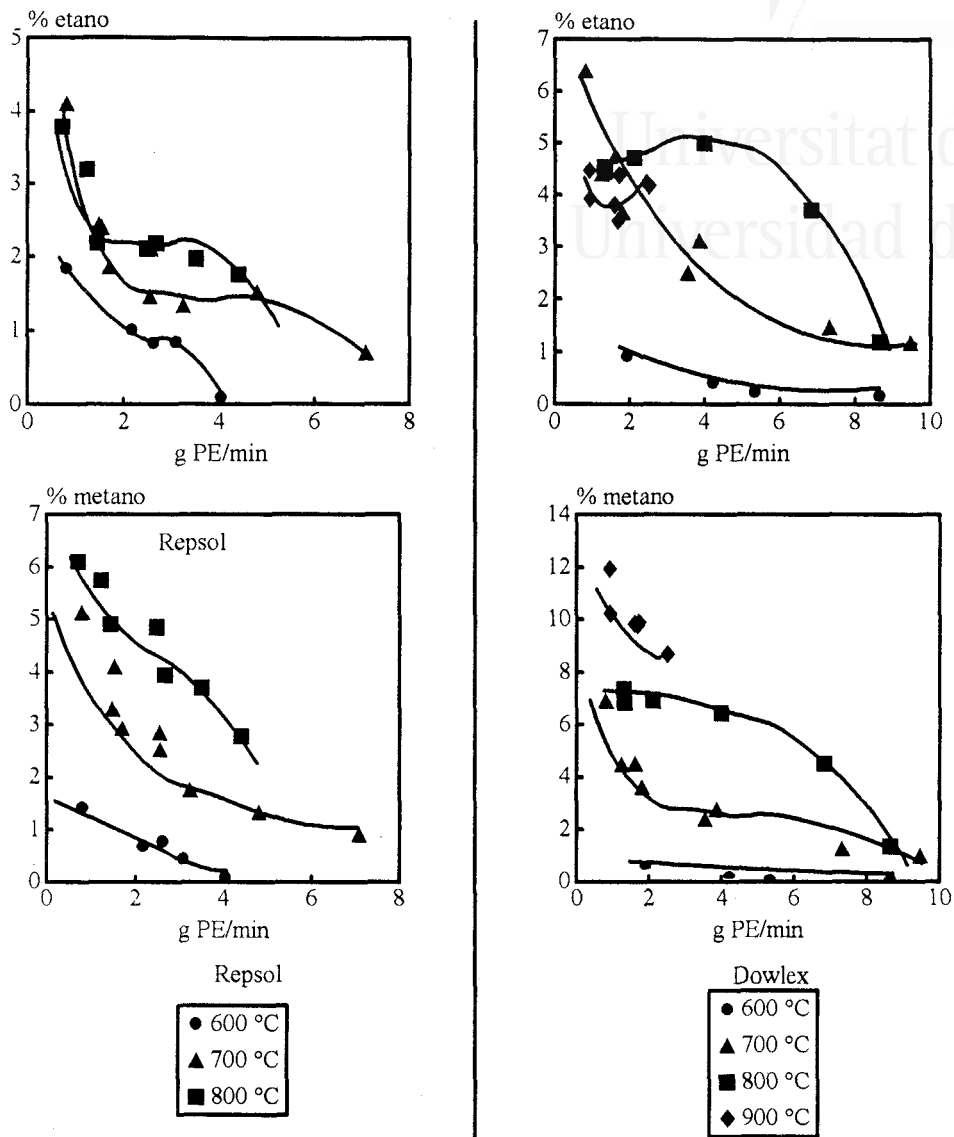 % etano
5
4
3
2
1
0
0 2 4 6 8
g PE/min
% metano
7
6
5
4
3
2
1
0
0 2 4 6 8
Repsol
g PE/min
Repsol
600 °C
700 °C
800 °C
% etano
7
6
5
4
3
2
1
0
0 2 4 6 8 10
g PE/min
Universitat d
Universidad d
% metano
14
12
10
8
6
4
2
0
0 2 4 6 8 10
g PE/min
Dowlex
600 °C
700 °C
800 °C
900 °C